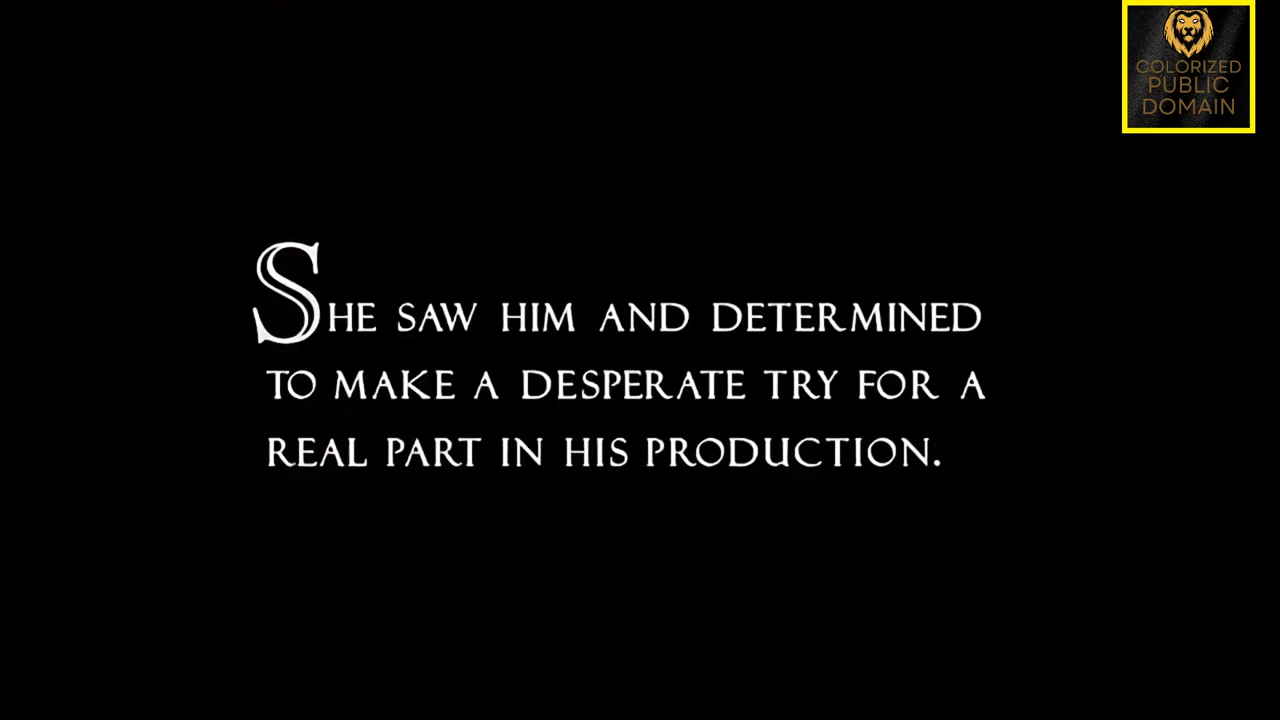 COLORIZED
PUBLIC
DOMAIN
SHE SAW HIM AND DETERMINED
TO MAKE A DESPERATE TRY FOR A
REAL PART IN HIS PRODUCTION.